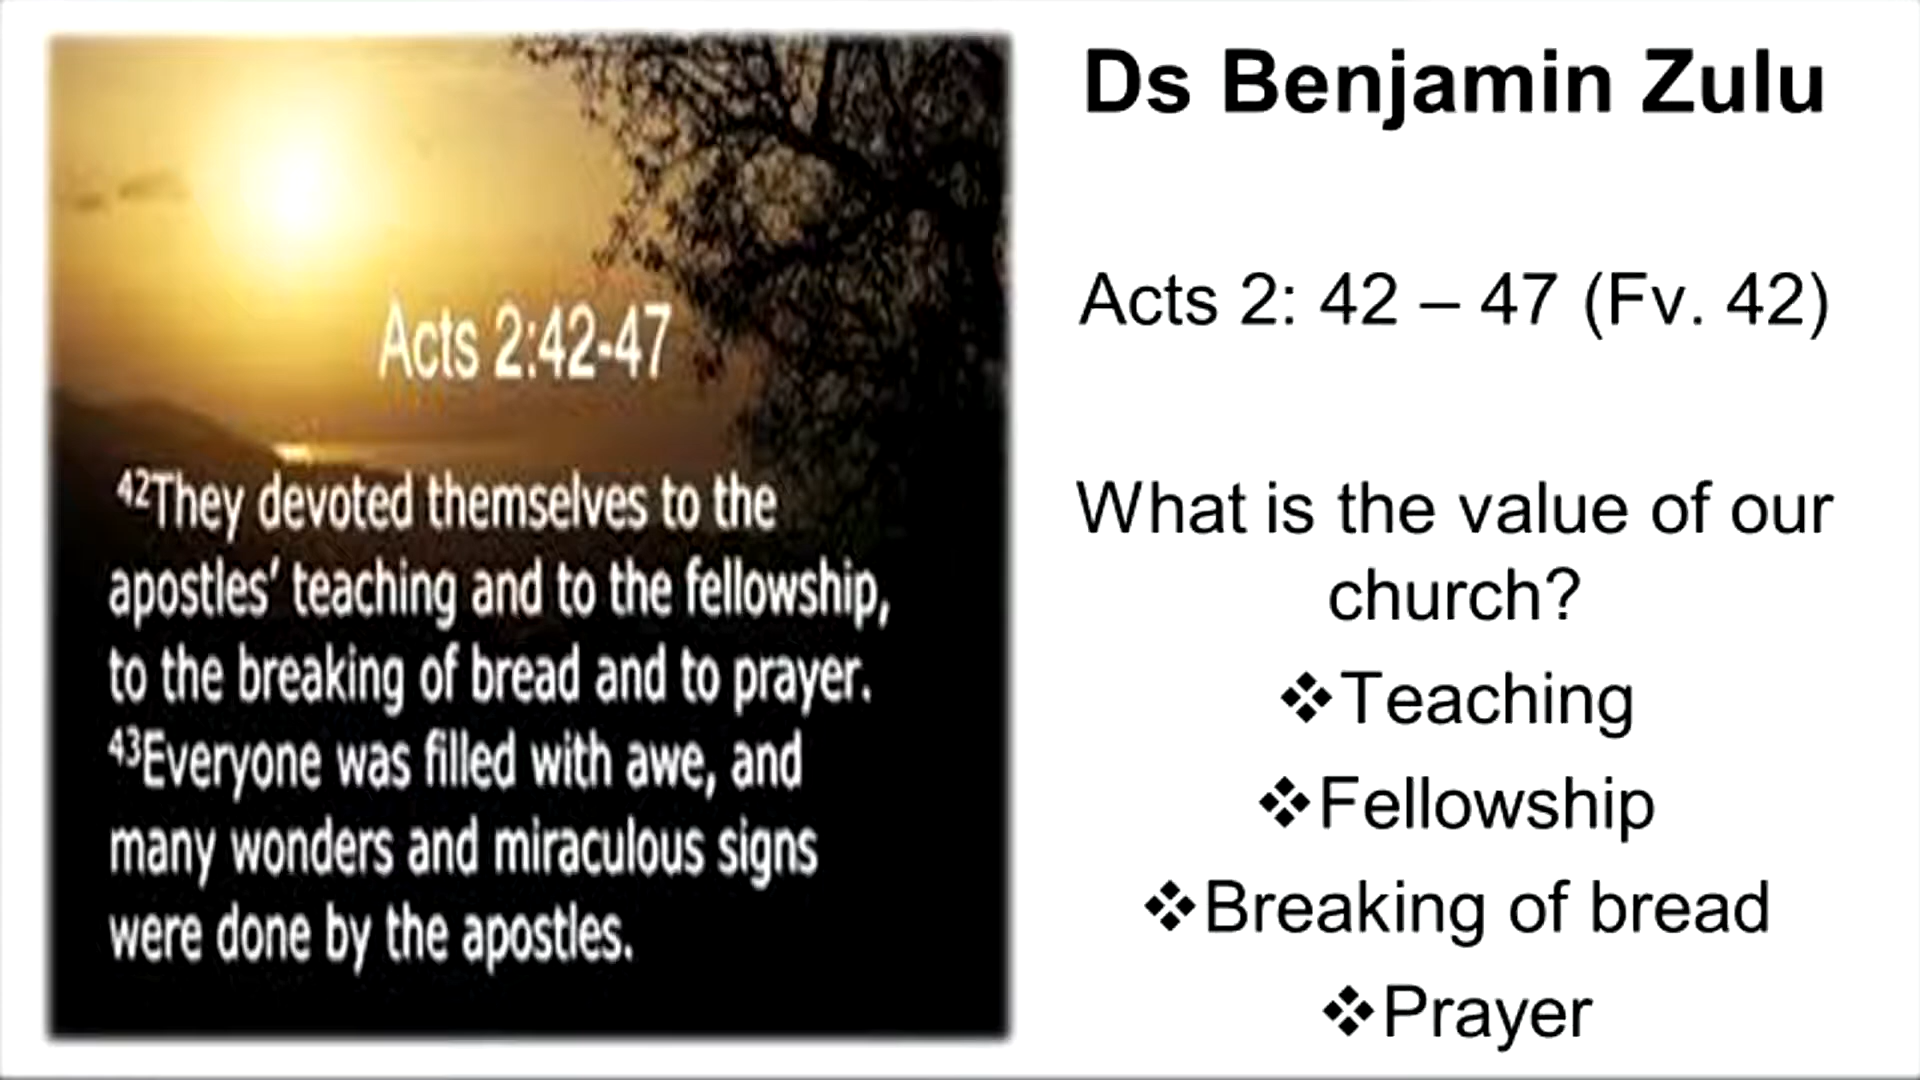 Acts 2:42-47
⁴²They devoted themselves to the
apostles’ teaching and to the fellowship,
to the breaking of bread and to prayer.
⁴³Everyone was filled with awe, and
many wonders and miraculous signs
were done by the apostles.
Ds Benjamin Zulu
Acts 2: 42 – 47 (Fv. 42)
What is the value of our
church?
❖Teaching
❖Fellowship
❖Breaking of bread
❖Prayer